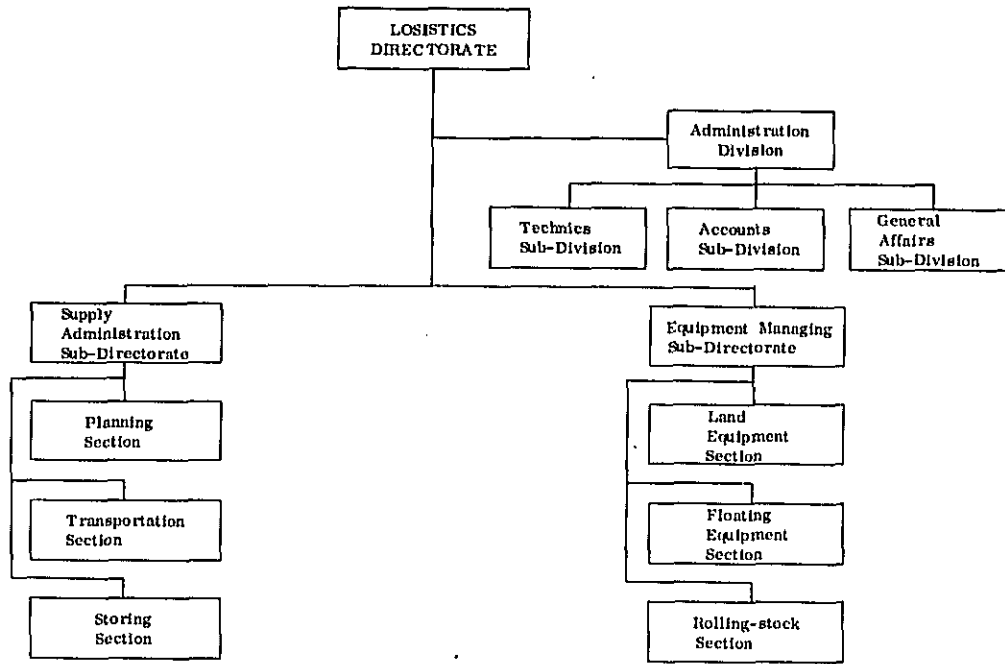 LOSISTICS
DIRECTORATE
Administration
Division
Technics
Sub-Division
Accounts
Sub-Division
General
Affairs
Sub-Division
Supply
Administration
Sub-Directorate
Equipment Managing
Sub-Directorate
Planning
Section
Land
Equipment
Section
Transportation
Section
Floating
Equipment
Section
Storing
Section
Rolling-stock
Section